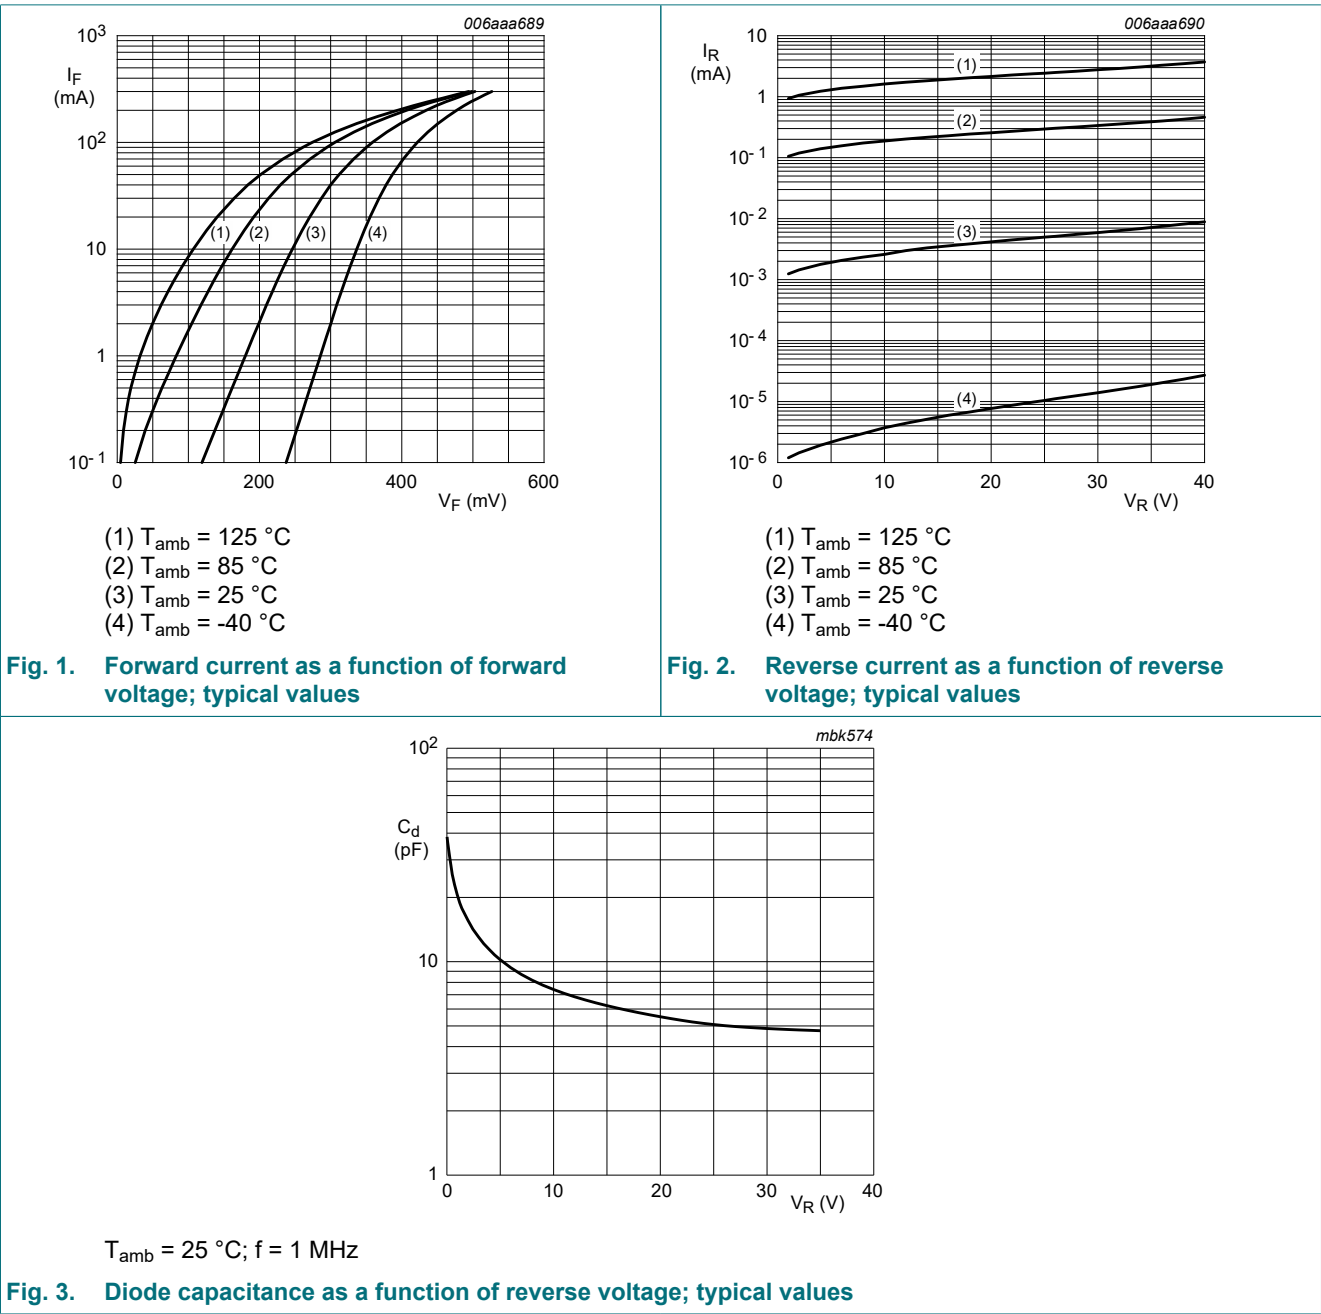 006aaa689
10³
I_F
(mA)
10²
10
1
10⁻¹
(1) (2) (3) (4)
0 200 400 600
V_F (mV)
(1) T_amb = 125 °C
(2) T_amb = 85 °C
(3) T_amb = 25 °C
(4) T_amb = -40 °C
Fig. 1. Forward current as a function of forward
voltage; typical values
006aaa690
10
I_R
(mA)
1
10⁻¹
10⁻²
10⁻³
10⁻⁴
10⁻⁵
10⁻⁶
(1)
(2)
(3)
(4)
0 10 20 30 40
V_R (V)
(1) T_amb = 125 °C
(2) T_amb = 85 °C
(3) T_amb = 25 °C
(4) T_amb = -40 °C
Fig. 2. Reverse current as a function of reverse
voltage; typical values
mbk574
10²
C_d
(pF)
10
1
0 10 20 30 40
V_R (V)
T_amb = 25 °C; f = 1 MHz
Fig. 3. Diode capacitance as a function of reverse voltage; typical values